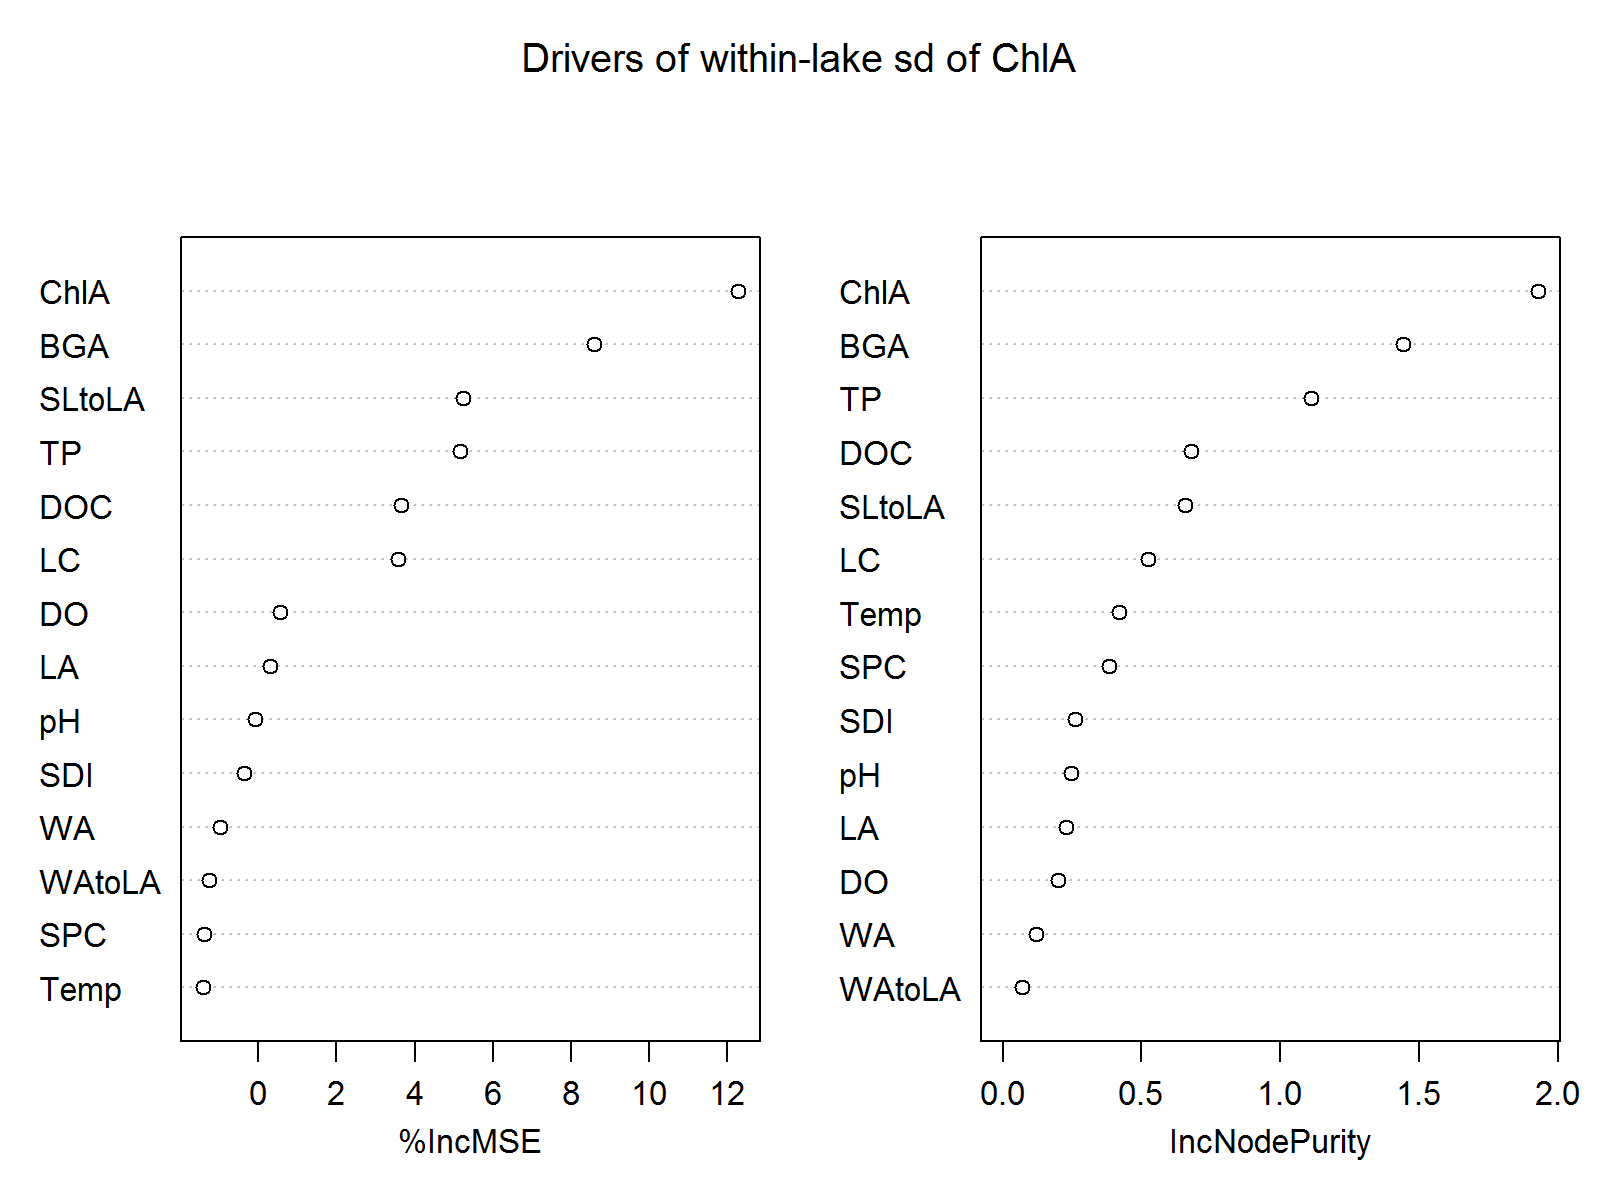 Drivers of within-lake sd of ChlA
ChlA
BGA
SLtoLA
TP
DOC
LC
DO
LA
pH
SDI
WA
WAtoLA
SPC
Temp
0 2 4 6 8 10 12
%IncMSE
ChlA
BGA
TP
DOC
SLtoLA
LC
Temp
SPC
SDI
pH
LA
DO
WA
WAtoLA
0.0 0.5 1.0 1.5 2.0
IncNodePurity